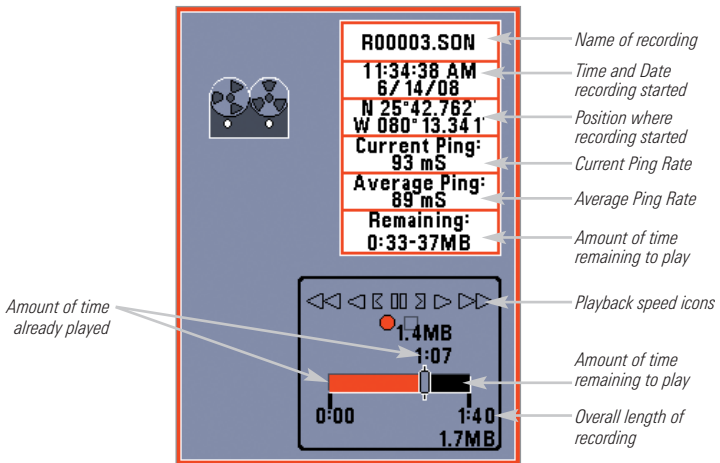 R00003.SON
Name of recording
11:34:38 AM
6/14/08
Time and Date
recording started
N 25°42.762'
W 080°13.341'
Position where
recording started
Current Ping:
93 mS
Current Ping Rate
Average Ping:
89 mS
Average Ping Rate
Remaining:
0:33-37MB
Amount of time
remaining to play
Amount of time
already played
Playback speed icons
1.4MB
1:07
Amount of time
remaining to play
0:00
1:40
1.7MB
Overall length of
recording